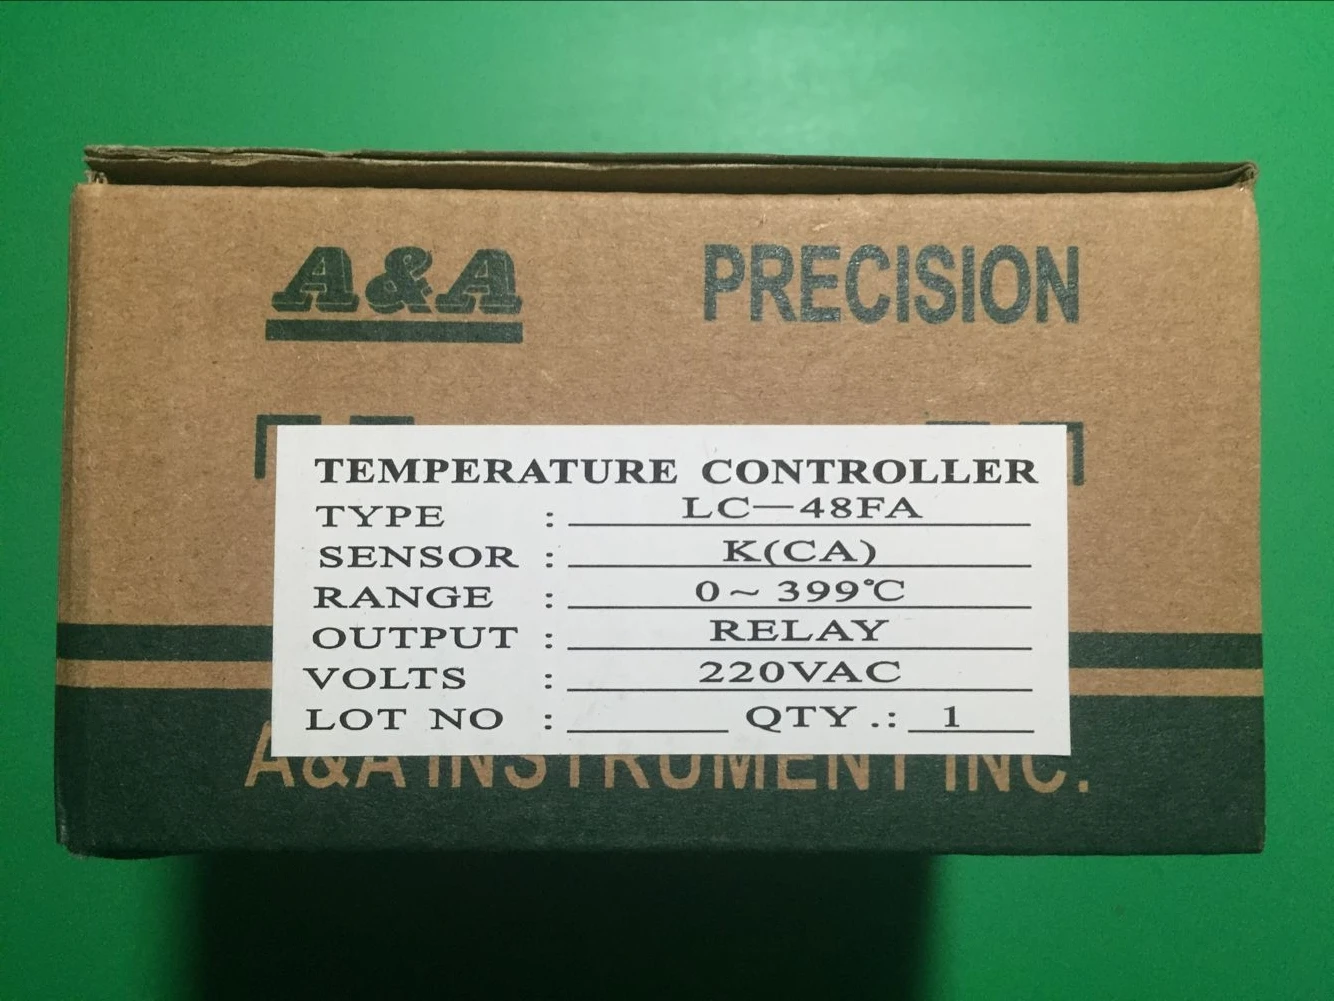 A&A PRECISION
TEMPERATURE CONTROLLER
TYPE : LC—48FA
SENSOR : K(CA)
RANGE : 0~399℃
OUTPUT : RELAY
VOLTS : 220VAC
LOT NO : QTY.: 1
A&A INSTRUMENT INC.